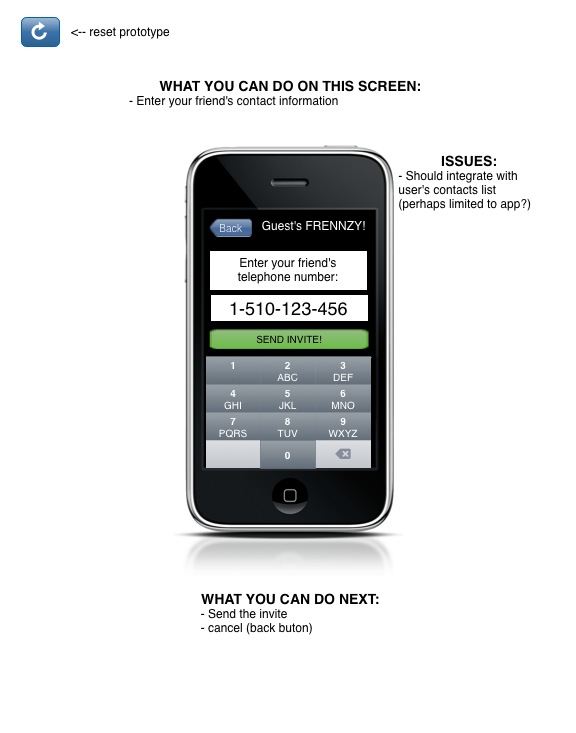 <-- reset prototype
WHAT YOU CAN DO ON THIS SCREEN:
- Enter your friend's contact information
ISSUES:
- Should integrate with
user's contacts list
(perhaps limited to app?)
Back
Guest's FRENNZY!
Enter your friend's
telephone number:
1-510-123-456
SEND INVITE!
1 2 3
ABC DEF
4 5 6
GHI JKL MNO
7 8 9
PQRS TUV WXYZ
0
WHAT YOU CAN DO NEXT:
- Send the invite
- cancel (back buton)